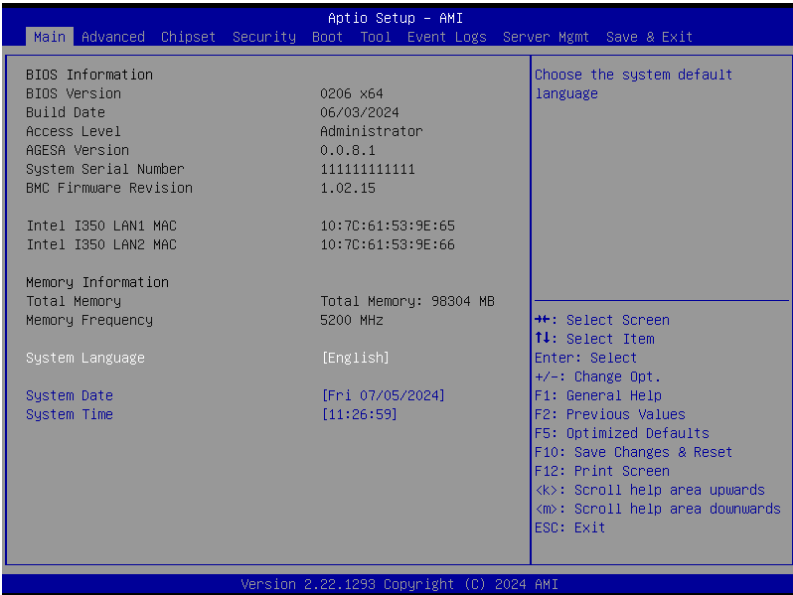 Aptio Setup - AMI
Main Advanced Chipset Security Boot Tool Event Logs Server Mgmt Save & Exit
BIOS Information
BIOS Version 0206 x64
Build Date 06/03/2024
Access Level Administrator
AGESA Version 0.0.8.1
System Serial Number 111111111111
BMC Firmware Revision 1.02.15
Intel I350 LAN1 MAC 10:7C:61:53:9E:65
Intel I350 LAN2 MAC 10:7C:61:53:9E:66
Memory Information
Total Memory Total Memory: 98304 MB
Memory Frequency 5200 MHz
System Language [English]
System Date [Fri 07/05/2024]
System Time [11:26:59]
Choose the system default
language
→←: Select Screen
↑↓: Select Item
Enter: Select
+/-: Change Opt.
F1: General Help
F2: Previous Values
F5: Optimized Defaults
F10: Save Changes & Reset
F12: Print Screen
<k>: Scroll help area upwards
<m>: Scroll help area downwards
ESC: Exit
Version 2.22.1293 Copyright (C) 2024 AMI